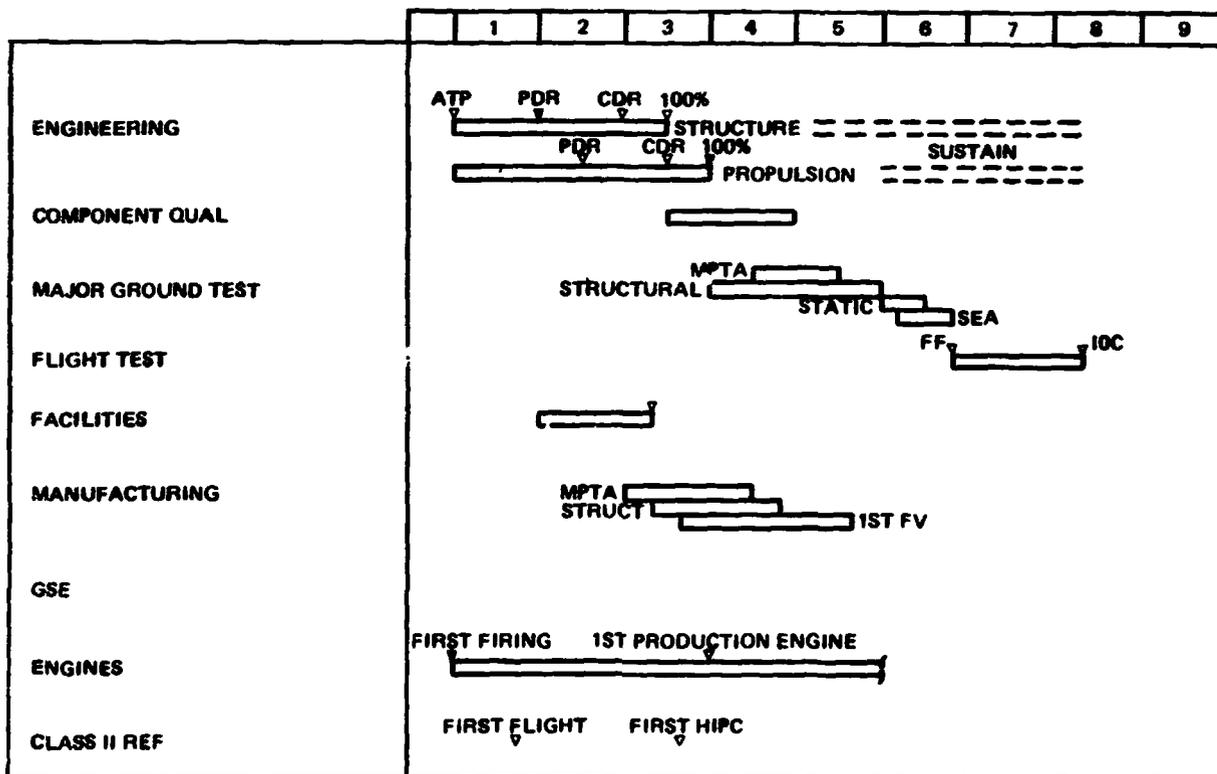 1 2 3 4 5 6 7 8 9
ATP PDR CDR 100%
ENGINEERING STRUCTURE
PDR CDR 100% SUSTAIN
PROPULSION
COMPONENT QUAL
MPTA
MAJOR GROUND TEST STRUCTURAL
STATIC
SEA
FF IOC
FLIGHT TEST
FACILITIES
MANUFACTURING MPTA
STRUCT
1ST FV
GSE
FIRST FIRING 1ST PRODUCTION ENGINE
ENGINES
FIRST FLIGHT FIRST HIPC
CLASS II REF